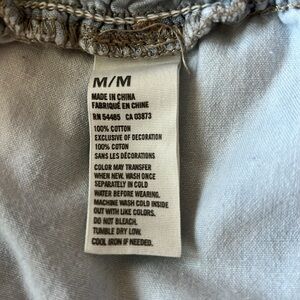 M/M
MADE IN CHINA
FABRIQUÉ EN CHINE
RN 54485 CA 03873
100% COTTON
EXCLUSIVE OF DECORATION
100% COTON
SANS LES DÉCORATIONS
COLOR MAY TRANSFER
WHEN NEW. WASH ONCE
SEPARATELY IN COLD
WATER BEFORE WEARING.
MACHINE WASH COLD INSIDE
OUT WITH LIKE COLORS.
DO NOT BLEACH.
TUMBLE DRY LOW.
COOL IRON IF NEEDED.